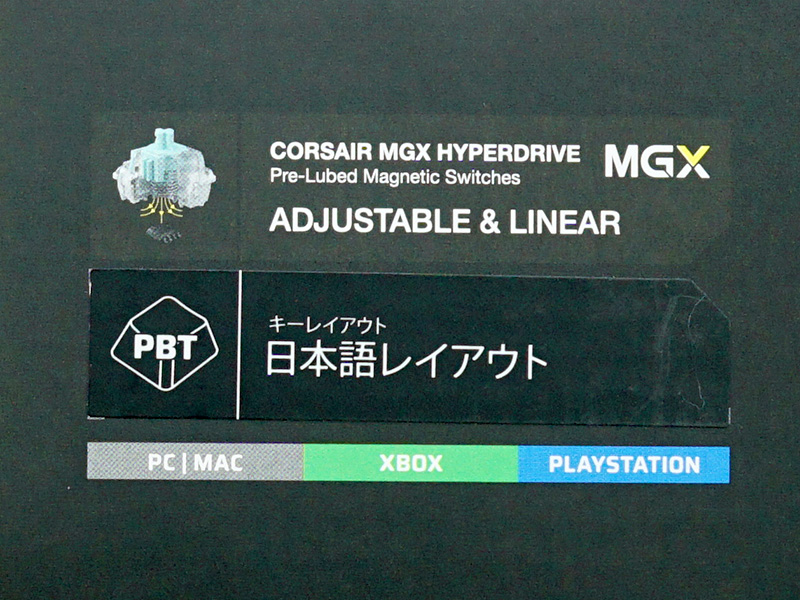 CORSAIR MGX HYPERDRIVE
MGX
Pre-Lubed Magnetic Switches
ADJUSTABLE & LINEAR
PBT
キーレイアウト
日本語レイアウト
PC | MAC
XBOX
PLAYSTATION